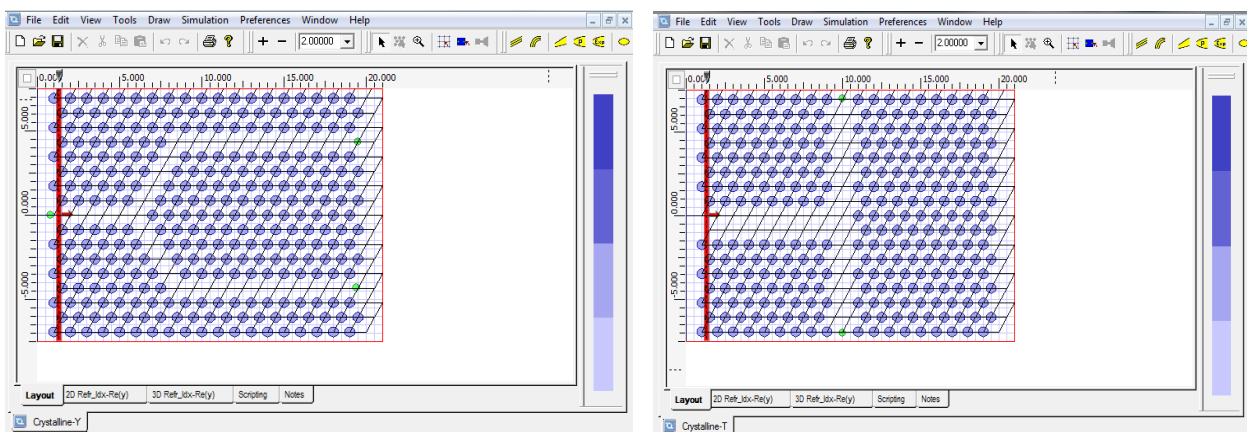 File Edit View Tools Draw Simulation Preferences Window Help
2.00000
0.000 5.000 10.000 15.000 20.000
5.000
0.000
-5.000
Layout 2D Refr_Idx-Re(y) 3D Refr_Idx-Re(y) Scripting Notes
Crystalline-Y
File Edit View Tools Draw Simulation Preferences Window Help
2.00000
0.000 5.000 10.000 15.000 20.000
5.000
0.000
-5.000
Layout 2D Refr_Idx-Re(y) 3D Refr_Idx-Re(y) Scripting Notes
Crystalline-T